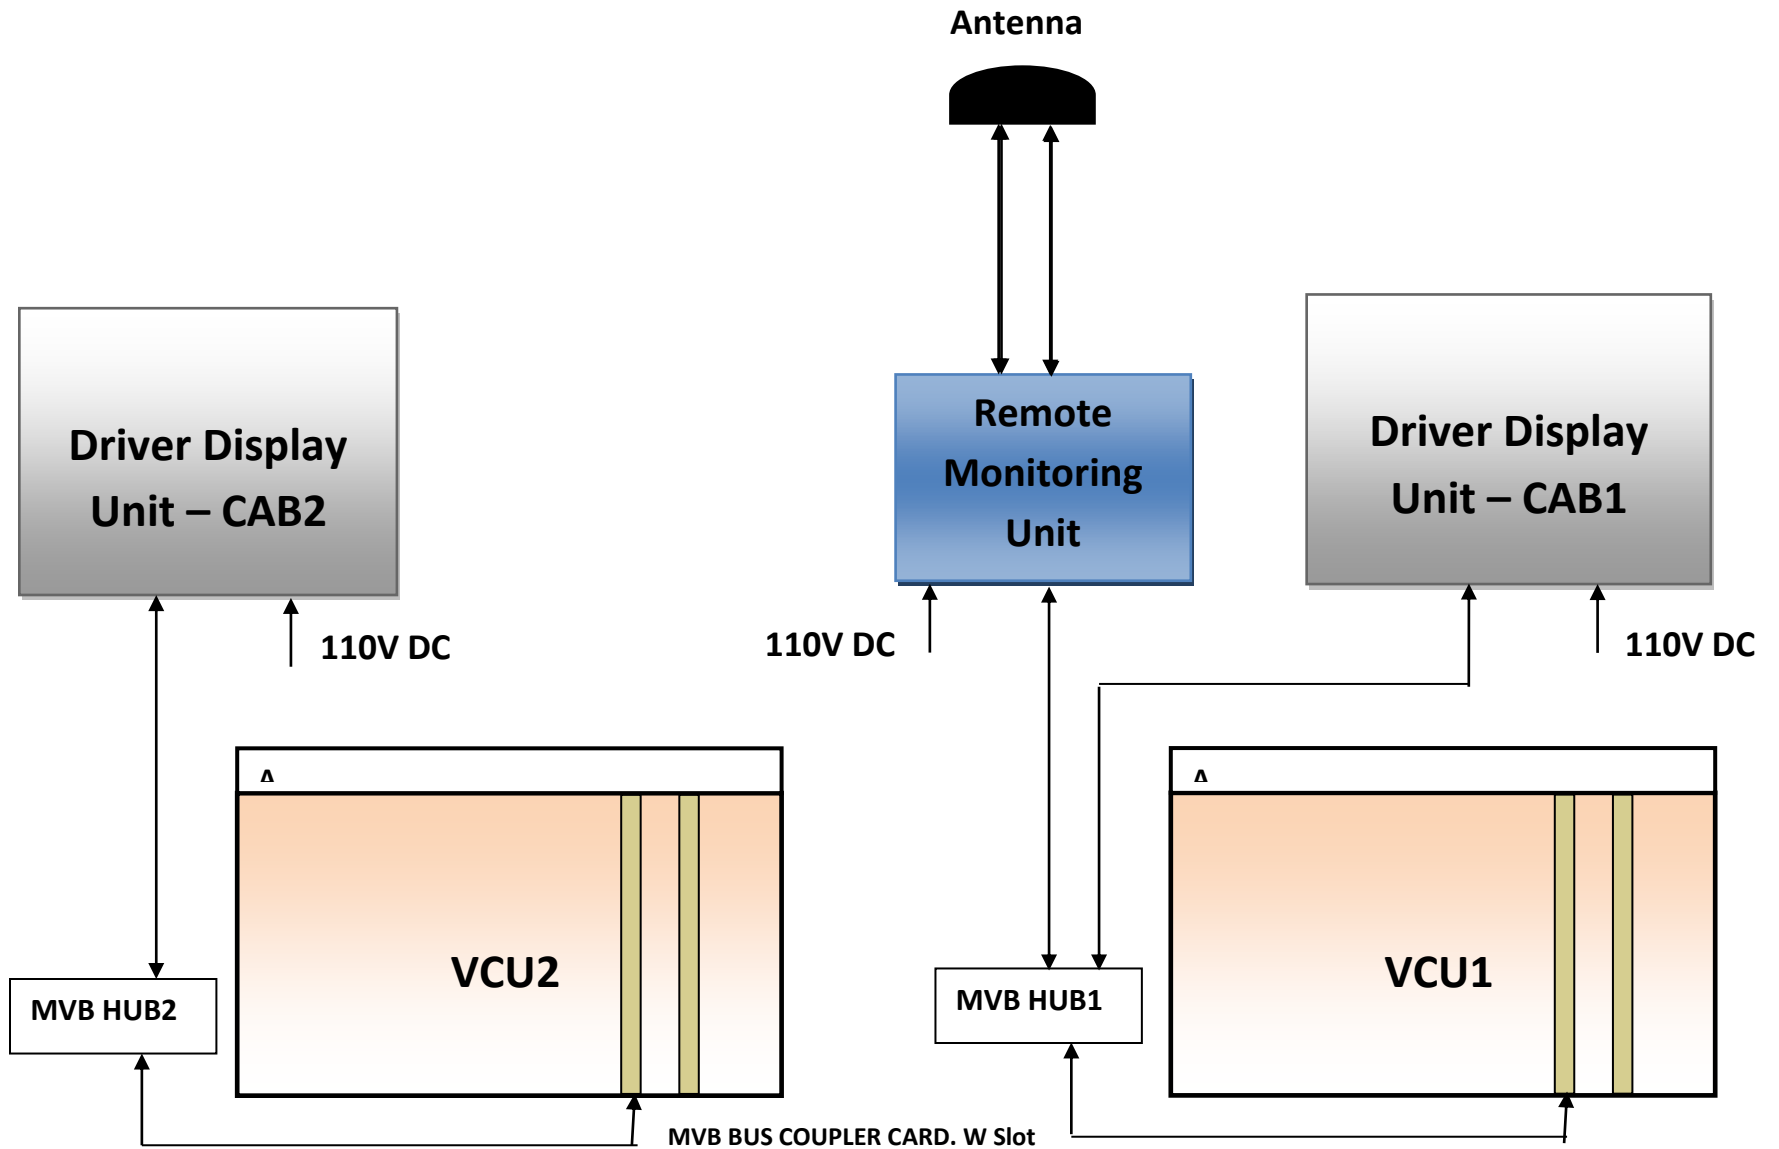 Antenna
Driver Display
Unit – CAB2
Remote
Monitoring
Unit
Driver Display
Unit – CAB1
110V DC
110V DC
110V DC
VCU2
VCU1
MVB HUB2
MVB HUB1
MVB BUS COUPLER CARD. W Slot